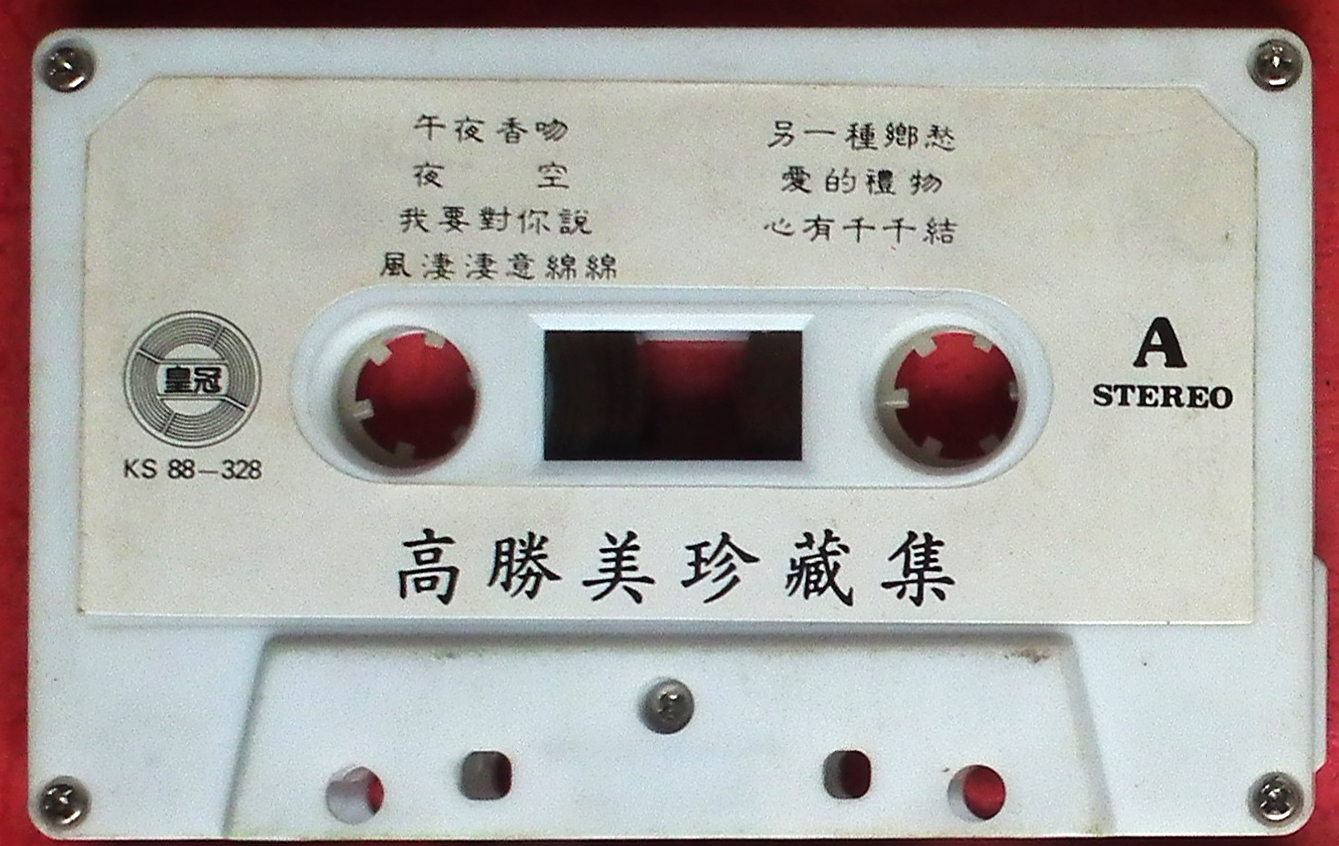 午夜香吻
夜 空
我要對你說
風淒淒意綿綿
另一種鄉愁
愛的禮物
心有千千結
皇冠
KS 88-328
A
STEREO
高勝美珍藏集